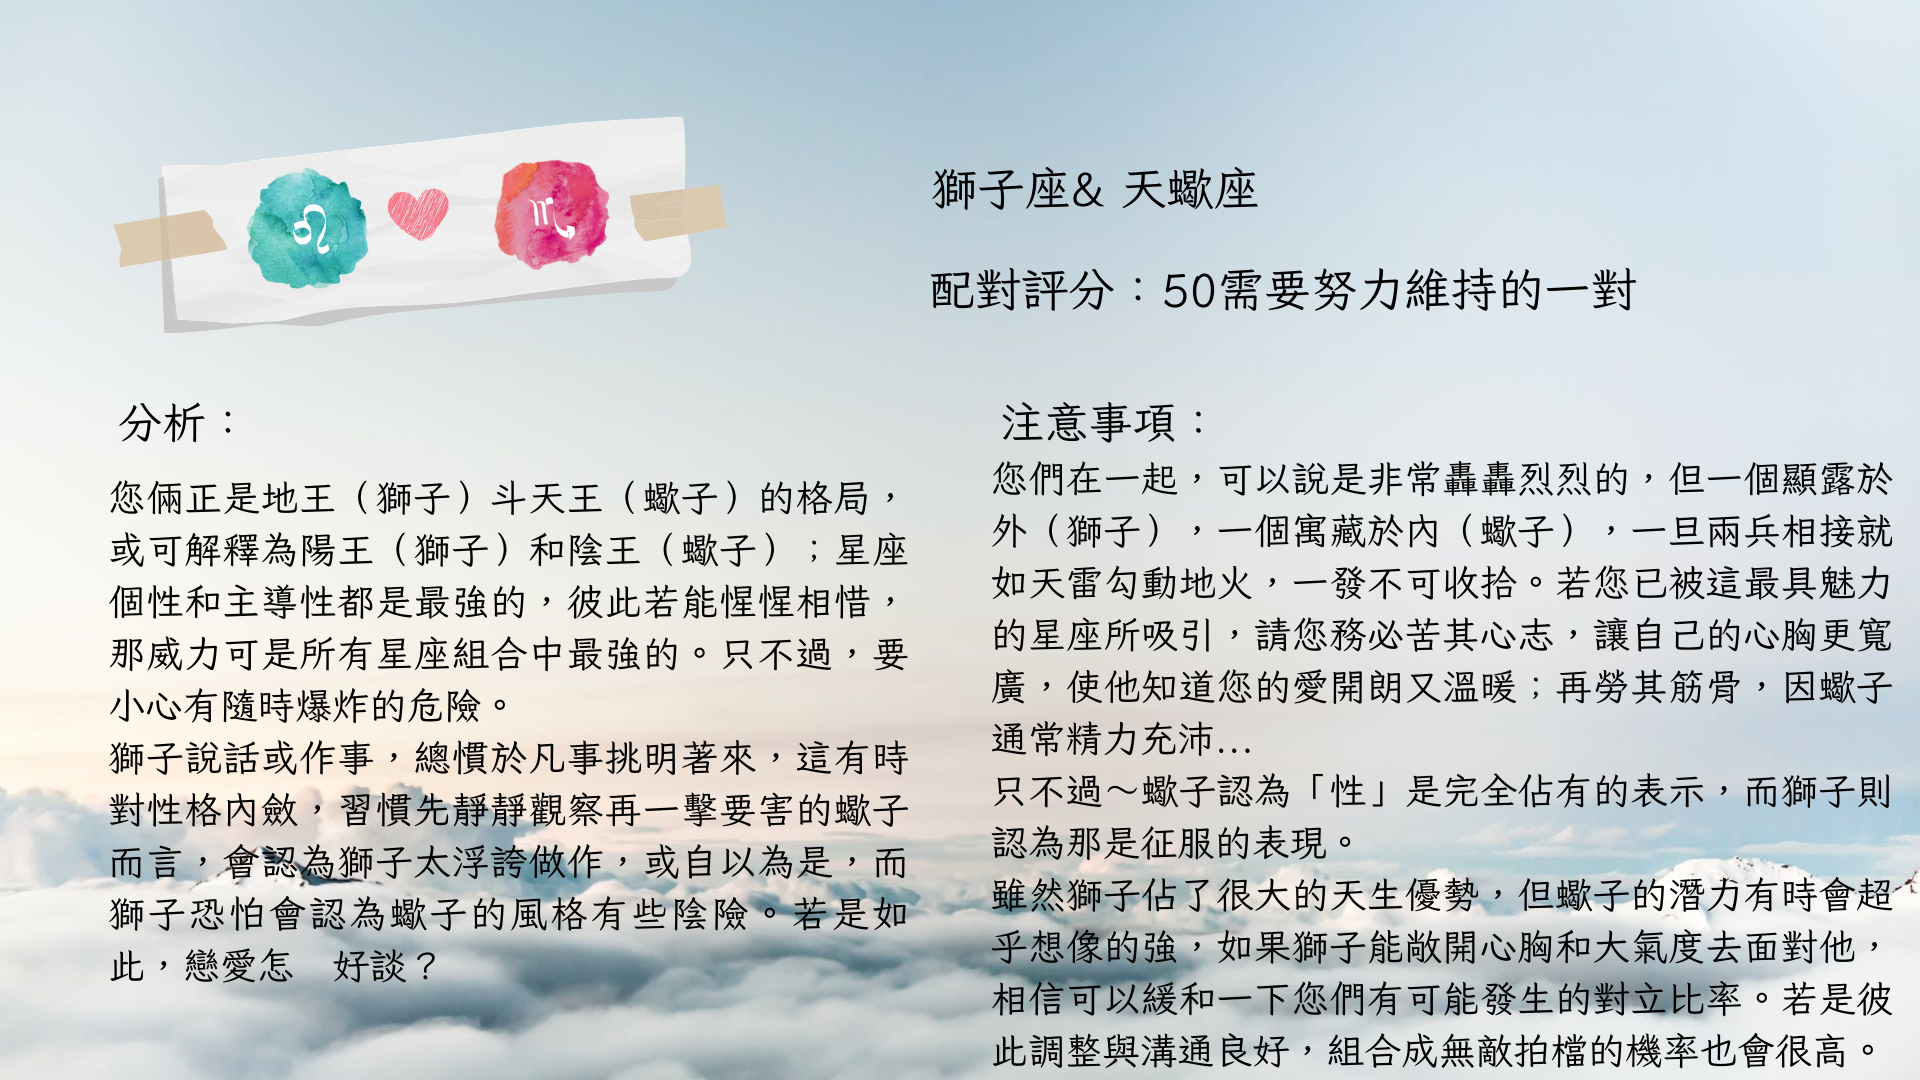 獅子座& 天蠍座
配對評分：50需要努力維持的一對
分析：
您倆正是地王（獅子）斗天王（蠍子）的格局，
或可解釋為陽王（獅子）和陰王（蠍子）；星座
個性和主導性都是最強的，彼此若能惺惺相惜，
那威力可是所有星座組合中最強的。只不過，要
小心有隨時爆炸的危險。
獅子說話或作事，總慣於凡事挑明著來，這有時
對性格內斂，習慣先靜靜觀察再一擊要害的蠍子
而言，會認為獅子太浮誇做作，或自以為是，而
獅子恐怕會認為蠍子的風格有些陰險。若是如
此，戀愛怎　好談？
注意事項：
您們在一起，可以說是非常轟轟烈烈的，但一個顯露於
外（獅子），一個寓藏於內（蠍子），一旦兩兵相接就
如天雷勾動地火，一發不可收拾。若您已被這最具魅力
的星座所吸引，請您務必苦其心志，讓自己的心胸更寬
廣，使他知道您的愛開朗又溫暖；再勞其筋骨，因蠍子
通常精力充沛...
只不過～蠍子認為「性」是完全佔有的表示，而獅子則
認為那是征服的表現。
雖然獅子佔了很大的天生優勢，但蠍子的潛力有時會超
乎想像的強，如果獅子能敞開心胸和大氣度去面對他，
相信可以緩和一下您們有可能發生的對立比率。若是彼
此調整與溝通良好，組合成無敵拍檔的機率也會很高。